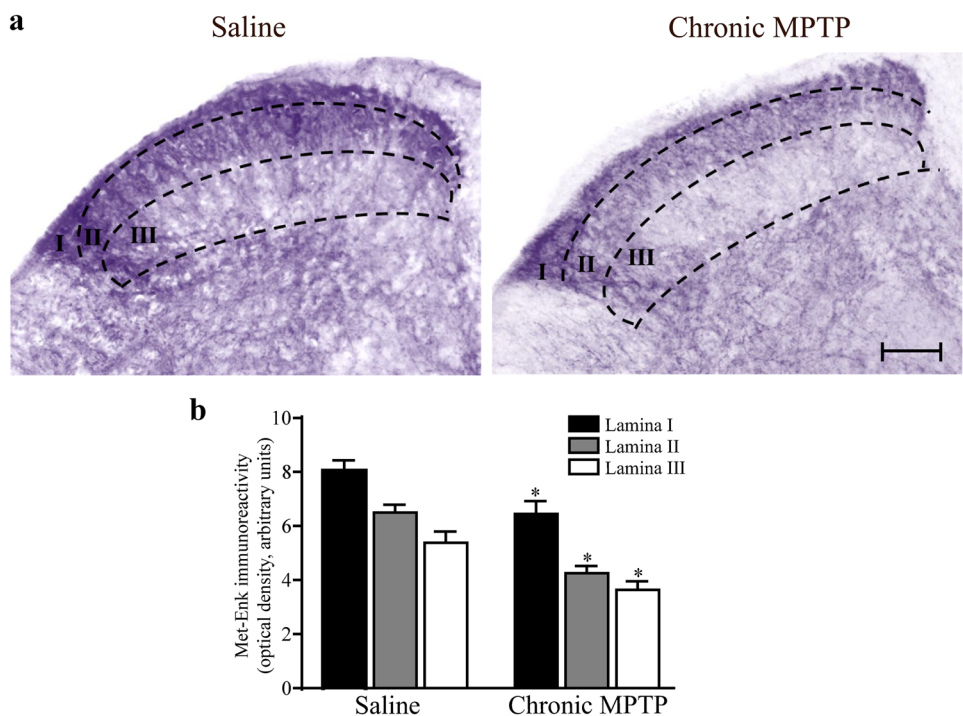 a
Saline
Chronic MPTP
I II III
I II III
b
Met-Enk immunoreactivity
(optical density, arbitrary units)
10
8
6
4
2
0
Lamina I
Lamina II
Lamina III
*
*
*
Saline
Chronic MPTP